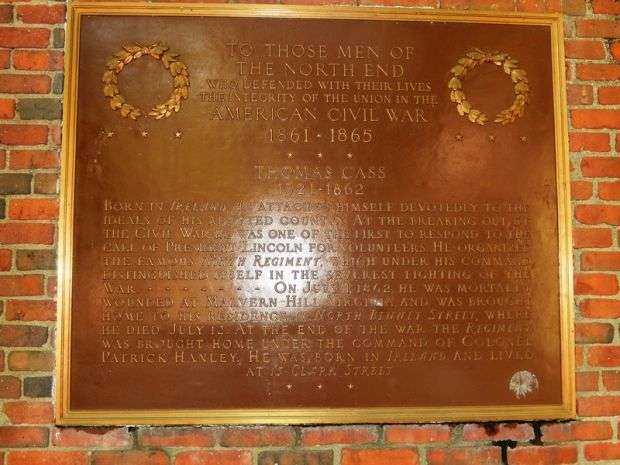 TO THOSE MEN OF
THE NORTH END
WHO DEFENDED WITH THEIR LIVES
THE INTEGRITY OF THE UNION IN THE
AMERICAN CIVIL WAR
1861 · 1865
THOMAS CASS
1821-1862
BORN IN IRELAND HE ATTACHED HIMSELF DEVOTEDLY TO THE
IDEALS OF HIS ADOPTED COUNTRY. AT THE BREAKING OUT OF
THE CIVIL WAR HE WAS ONE OF THE FIRST TO RESPOND TO THE
CALL OF PRESIDENT LINCOLN FOR VOLUNTEERS. HE ORGANIZED
THE FAMOUS REGIMENT, WHICH UNDER HIS COMMAND
DISTINGUISHED ITSELF IN THE SEVEREST FIGHTING OF THE
WAR · · · · · · · · ON JULY 1, 1862, HE WAS MORTALLY
WOUNDED AT MALVERN HILL, VIRGINIA, AND WAS BROUGHT
HOME TO HIS RESIDENCE NORTH BENNET STREET, WHERE
HE DIED JULY 12. AT THE END OF THE WAR THE REGIMENT
WAS BROUGHT HOME UNDER THE COMMAND OF COLONEL
PATRICK HANLEY. HE WAS BORN IN IRELAND AND LIVED
AT 15 CLARK STREET